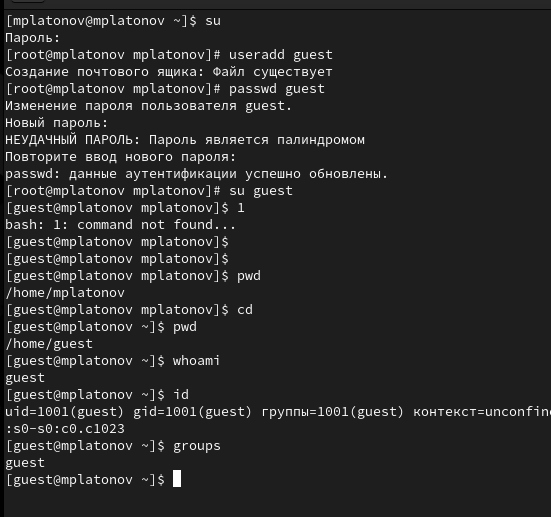 [mplatonov@mplatonov ~]$ su
Пароль:
[root@mplatonov mplatonov]# useradd guest
Создание почтового ящика: Файл существует
[root@mplatonov mplatonov]# passwd guest
Изменение пароля пользователя guest.
Новый пароль:
НЕУДАЧНЫЙ ПАРОЛЬ: Пароль является палиндромом
Повторите ввод нового пароля:
passwd: данные аутентификации успешно обновлены.
[root@mplatonov mplatonov]# su guest
[guest@mplatonov mplatonov]$ 1
bash: 1: command not found...
[guest@mplatonov mplatonov]$
[guest@mplatonov mplatonov]$
[guest@mplatonov mplatonov]$ pwd
/home/mplatonov
[guest@mplatonov mplatonov]$ cd
[guest@mplatonov ~]$ pwd
/home/guest
[guest@mplatonov ~]$ whoami
guest
[guest@mplatonov ~]$ id
uid=1001(guest) gid=1001(guest) группы=1001(guest) контекст=unconfine
:s0-s0:c0.c1023
[guest@mplatonov ~]$ groups
guest
[guest@mplatonov ~]$